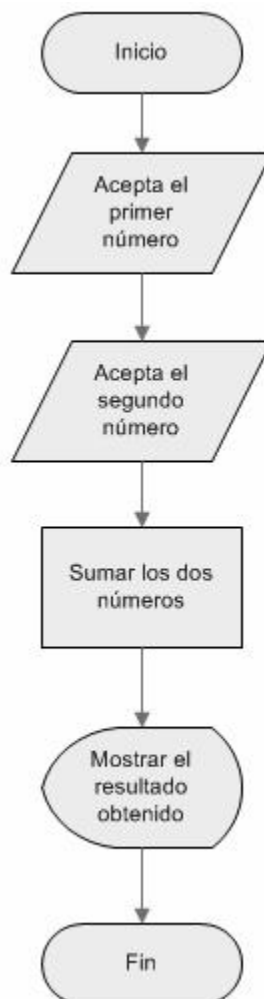 Inicio
Acepta el
primer
número
Acepta el
segundo
número
Sumar los dos
números
Mostrar el
resultado
obtenido
Fin